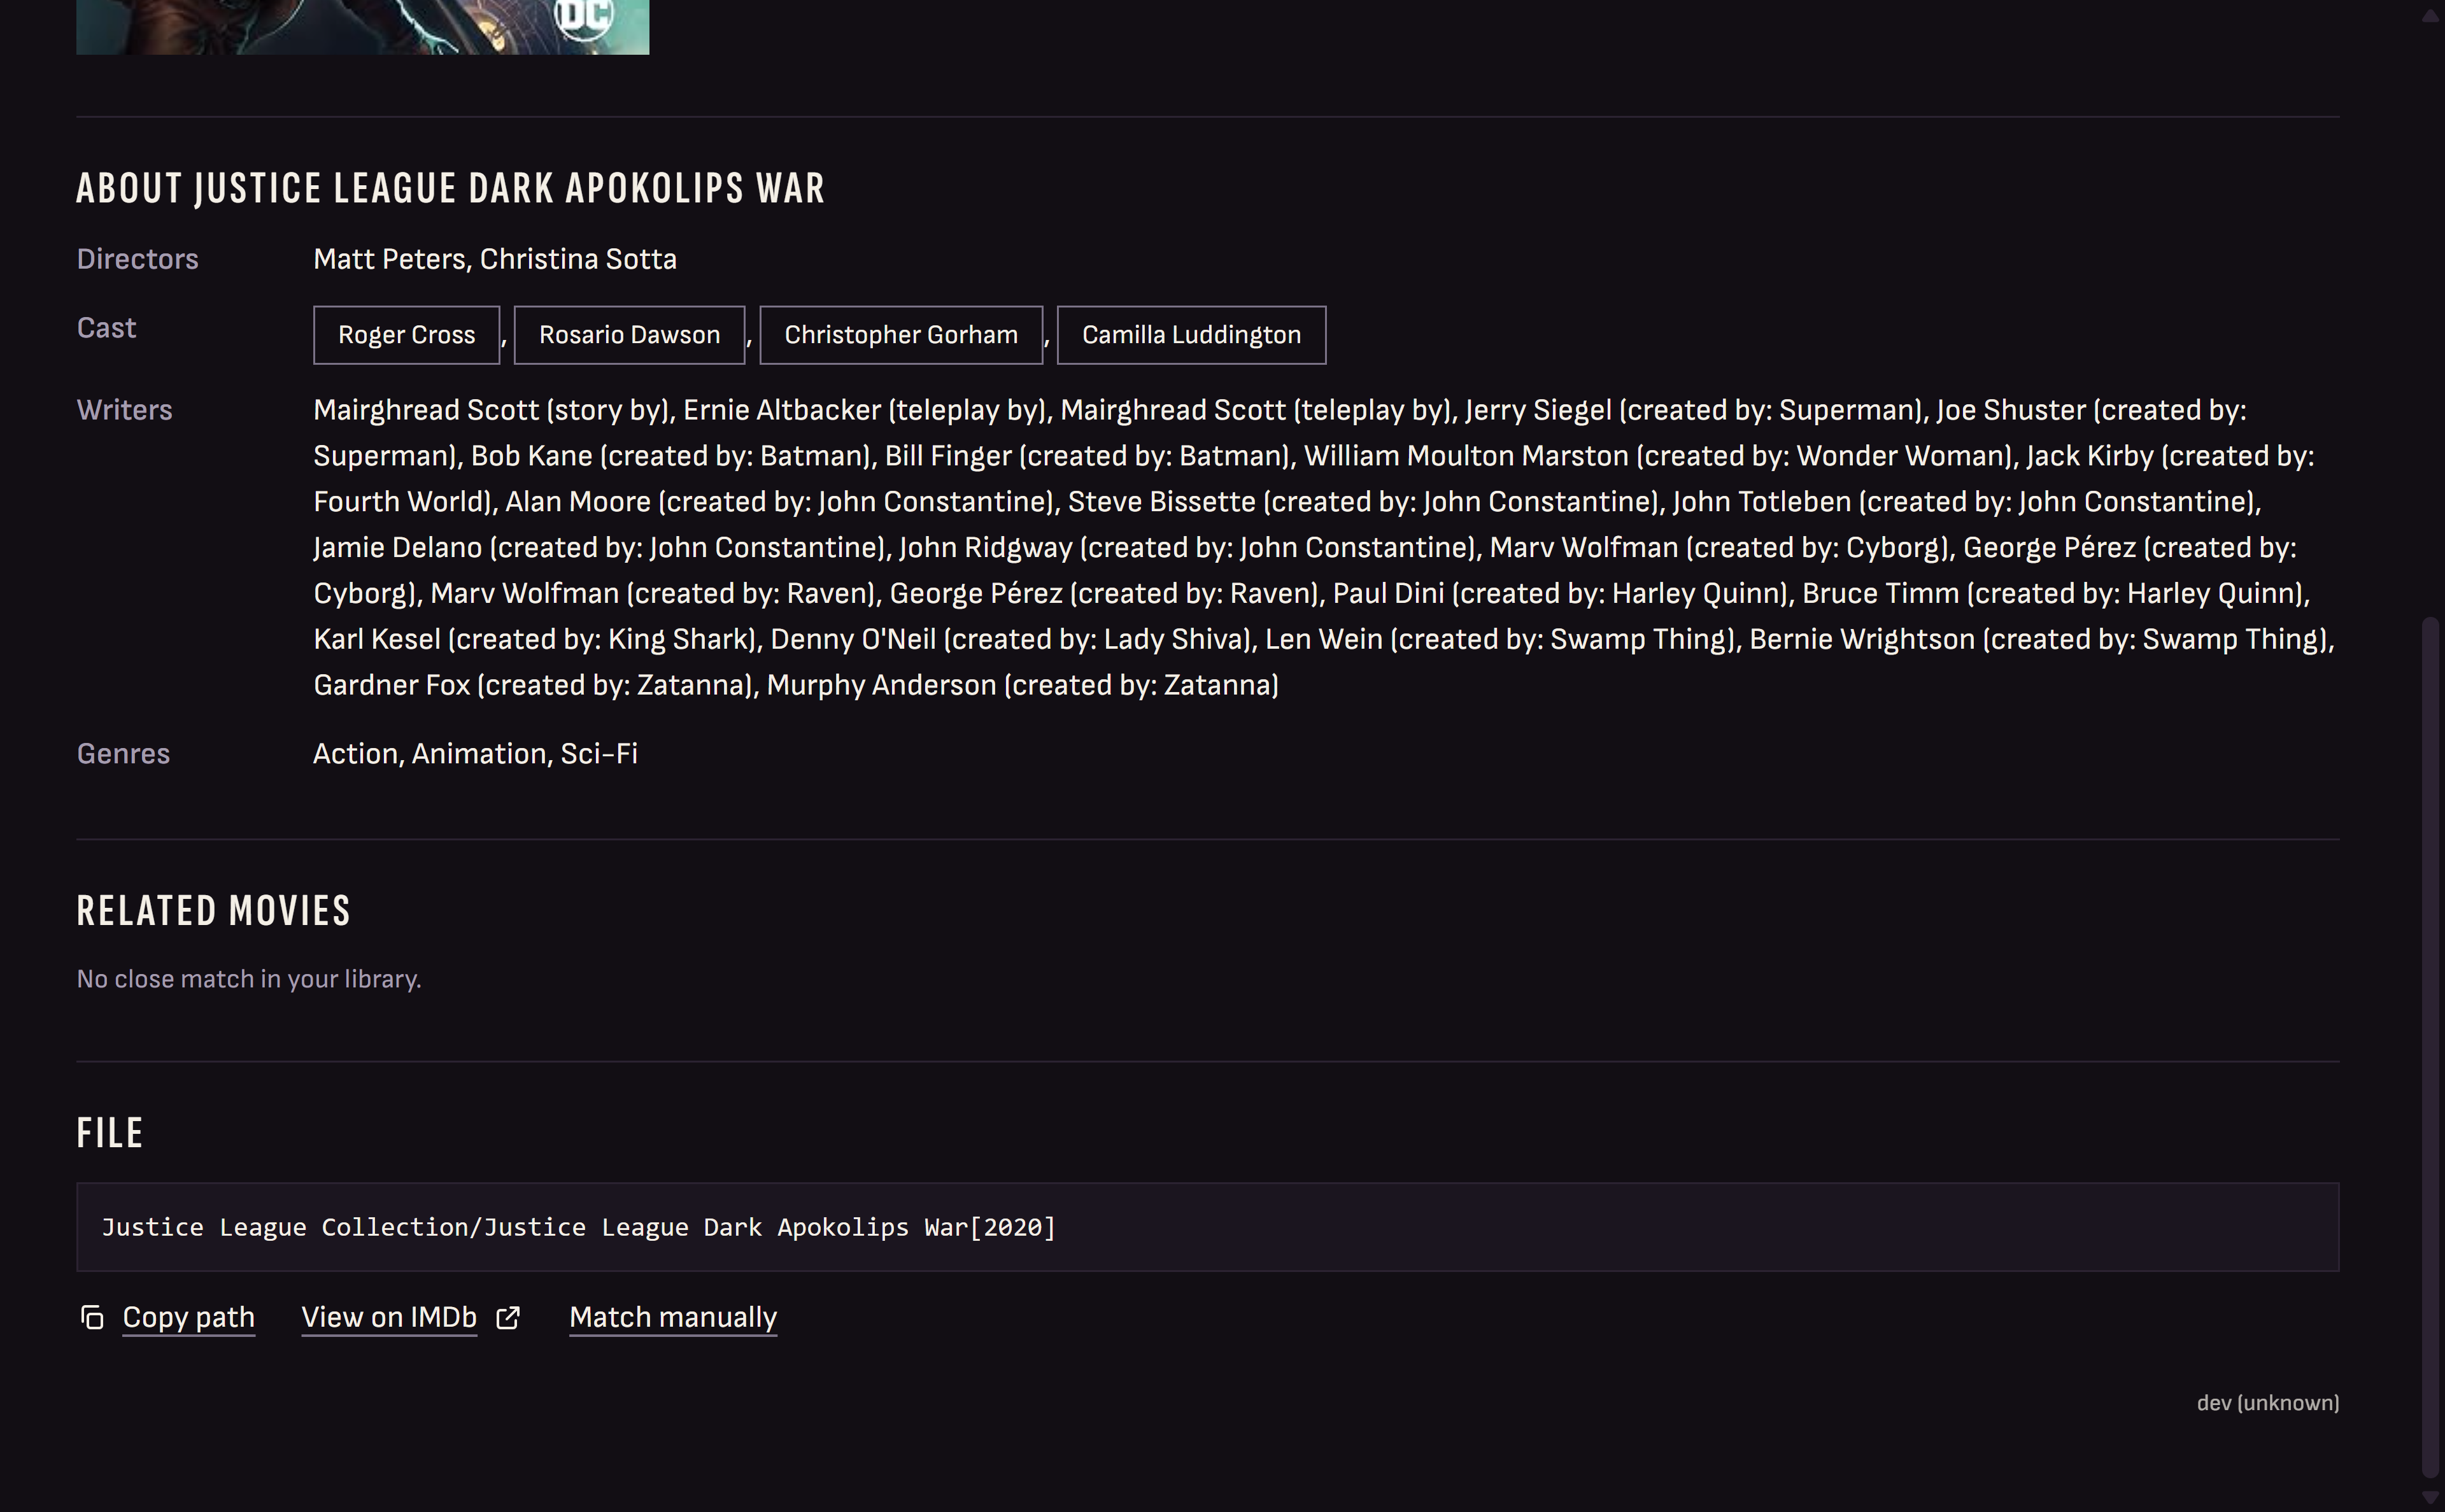 DC
ABOUT JUSTICE LEAGUE DARK APOKOLIPS WAR
Directors
Matt Peters, Christina Sotta
Cast
Roger Cross, Rosario Dawson, Christopher Gorham, Camilla Luddington
Writers
Mairghread Scott (story by), Ernie Altbacker (teleplay by), Mairghread Scott (teleplay by), Jerry Siegel (created by: Superman), Joe Shuster (created by:
Superman), Bob Kane (created by: Batman), Bill Finger (created by: Batman), William Moulton Marston (created by: Wonder Woman), Jack Kirby (created by:
Fourth World), Alan Moore (created by: John Constantine), Steve Bissette (created by: John Constantine), John Totleben (created by: John Constantine),
Jamie Delano (created by: John Constantine), John Ridgway (created by: John Constantine), Marv Wolfman (created by: Cyborg), George Pérez (created by:
Cyborg), Marv Wolfman (created by: Raven), George Pérez (created by: Raven), Paul Dini (created by: Harley Quinn), Bruce Timm (created by: Harley Quinn),
Karl Kesel (created by: King Shark), Denny O'Neil (created by: Lady Shiva), Len Wein (created by: Swamp Thing), Bernie Wrightson (created by: Swamp Thing),
Gardner Fox (created by: Zatanna), Murphy Anderson (created by: Zatanna)
Genres
Action, Animation, Sci-Fi
RELATED MOVIES
No close match in your library.
FILE
Justice League Collection/Justice League Dark Apokolips War[2020]
Copy path View on IMDb Match manually
dev (unknown)